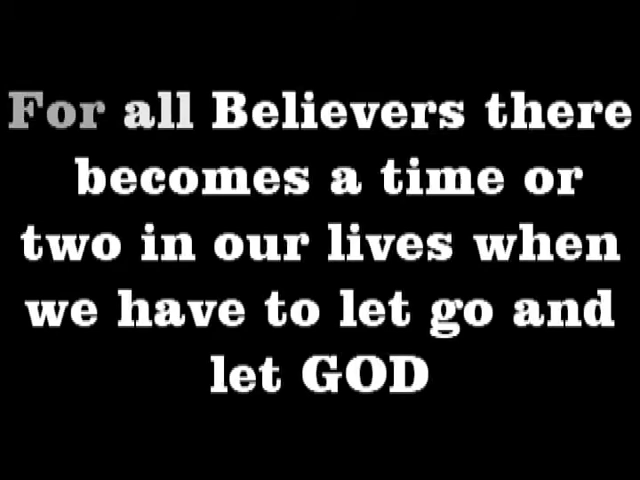 For all Believers there
becomes a time or
two in our lives when
we have to let go and
let GOD